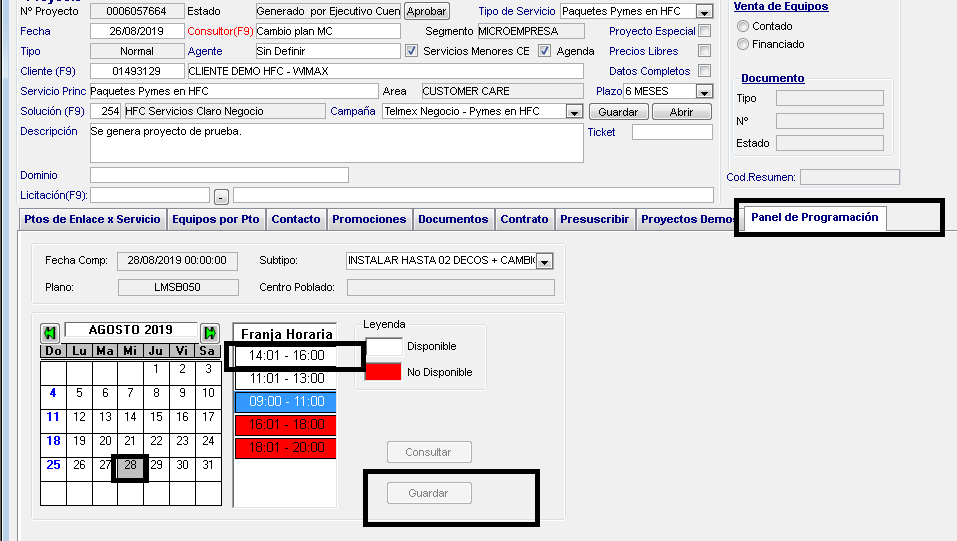 Proyecto
Nº Proyecto 0006057664 Estado Generado por Ejecutivo Cuen Aprobar Tipo de Servicio Paquetes Pymes en HFC
Fecha 26/08/2019 Consultor(F9) Cambio plan MC Segmento MICROEMPRESA Proyecto Especial
Tipo Normal Agente Sin Definir Servicios Menores CE Agenda Precios Libres
Cliente (F9) 01493129 CLIENTE DEMO HFC - WIMAX Datos Completos
Servicio Princ Paquetes Pymes en HFC Area CUSTOMER CARE Plazo 6 MESES
Solución (F9) 254 HFC Servicios Claro Negocio Campaña Telmex Negocio - Pymes en HFC Guardar Abrir
Descripción Se genera proyecto de prueba. Ticket
Dominio
Licitación(F9): -
Venta de Equipos
Contado
Financiado
Documento
Tipo
Nº
Estado
Cod.Resumen:
Ptos de Enlace x Servicio Equipos por Pto Contacto Promociones Documentos Contrato Presuscribir Proyectos Demos Panel de Programación
Fecha Comp: 28/08/2019 00:00:00 Subtipo: INSTALAR HASTA 02 DECOS + CAMBI
Plano: LMSB050 Centro Poblado:
AGOSTO 2019
Do Lu Ma Mi Ju Vi Sa
1 2 3
4 5 6 7 8 9 10
11 12 13 14 15 16 17
18 19 20 21 22 23 24
25 26 27 28 29 30 31
Franja Horaria
14:01 - 16:00
11:01 - 13:00
09:00 - 11:00
16:01 - 18:00
18:01 - 20:00
Leyenda
Disponible
No Disponible
Consultar
Guardar